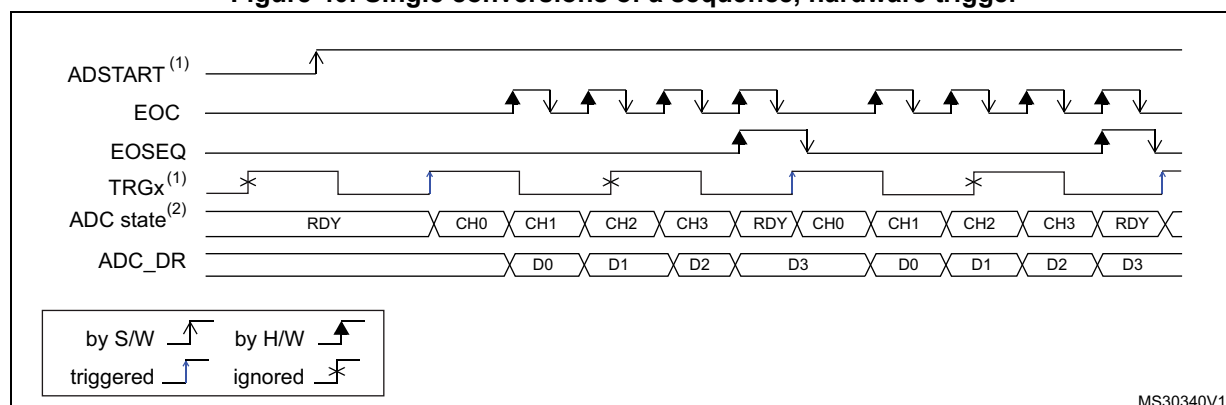 Figure 43. Single conversions of a sequence, hardware trigger
ADSTART (1)
EOC
EOSEQ
TRGx (1)
ADC state (2) RDY CH0 CH1 CH2 CH3 RDY CH0 CH1 CH2 CH3 RDY
ADC_DR D0 D1 D2 D3 D0 D1 D2 D3
by S/W by H/W
triggered ignored
MS30340V1